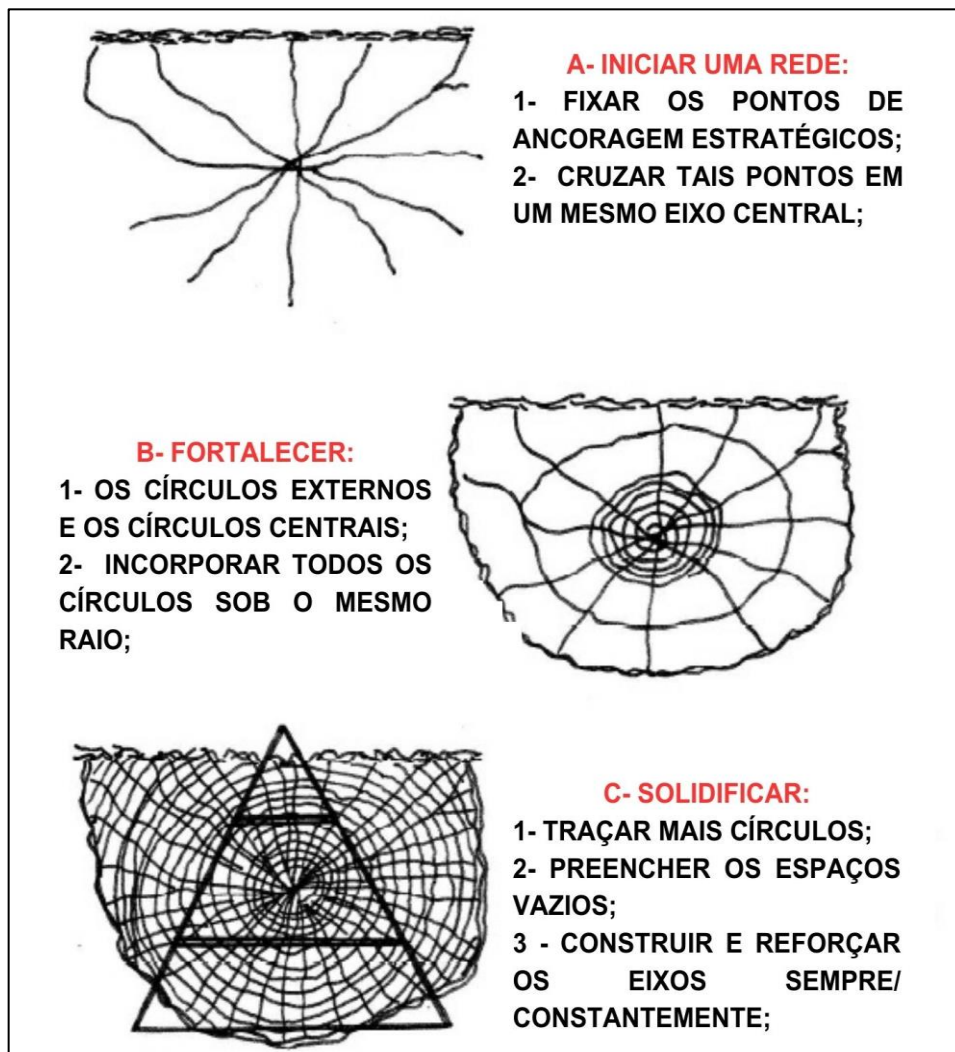 A- INICIAR UMA REDE:
1- FIXAR OS PONTOS DE
ANCORAGEM ESTRATÉGICOS;
2- CRUZAR TAIS PONTOS EM
UM MESMO EIXO CENTRAL;
B- FORTALECER:
1- OS CÍRCULOS EXTERNOS
E OS CÍRCULOS CENTRAIS;
2- INCORPORAR TODOS OS
CÍRCULOS SOB O MESMO
RAIO;
C- SOLIDIFICAR:
1- TRAÇAR MAIS CÍRCULOS;
2- PREENCHER OS ESPAÇOS
VAZIOS;
3 - CONSTRUIR E REFORÇAR
OS EIXOS SEMPRE/
CONSTANTEMENTE;